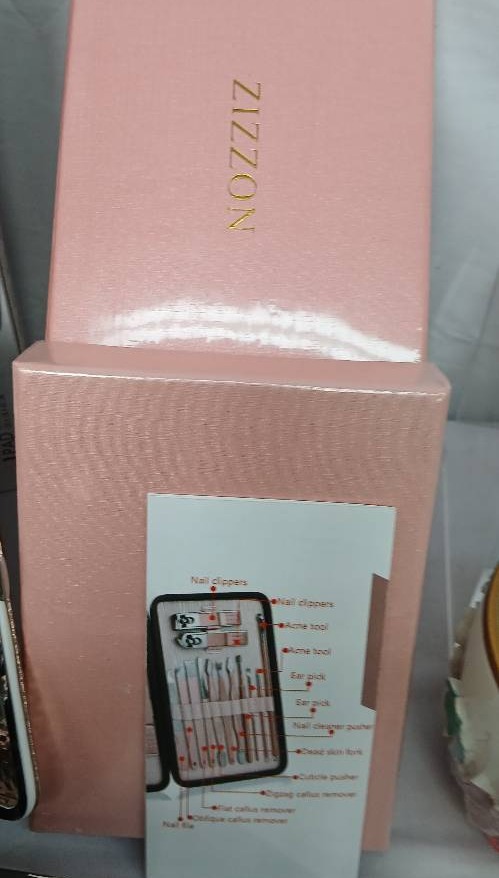 ZIZZON
Nail clippers
Nail clippers
Acne tool
Acne tool
Ear pick
Ear pick
Nail cleaner pusher
Dead skin fork
Cuticle pusher
Zigzag callus remover
Flat callus remover
Oblique callus remover
Nail file